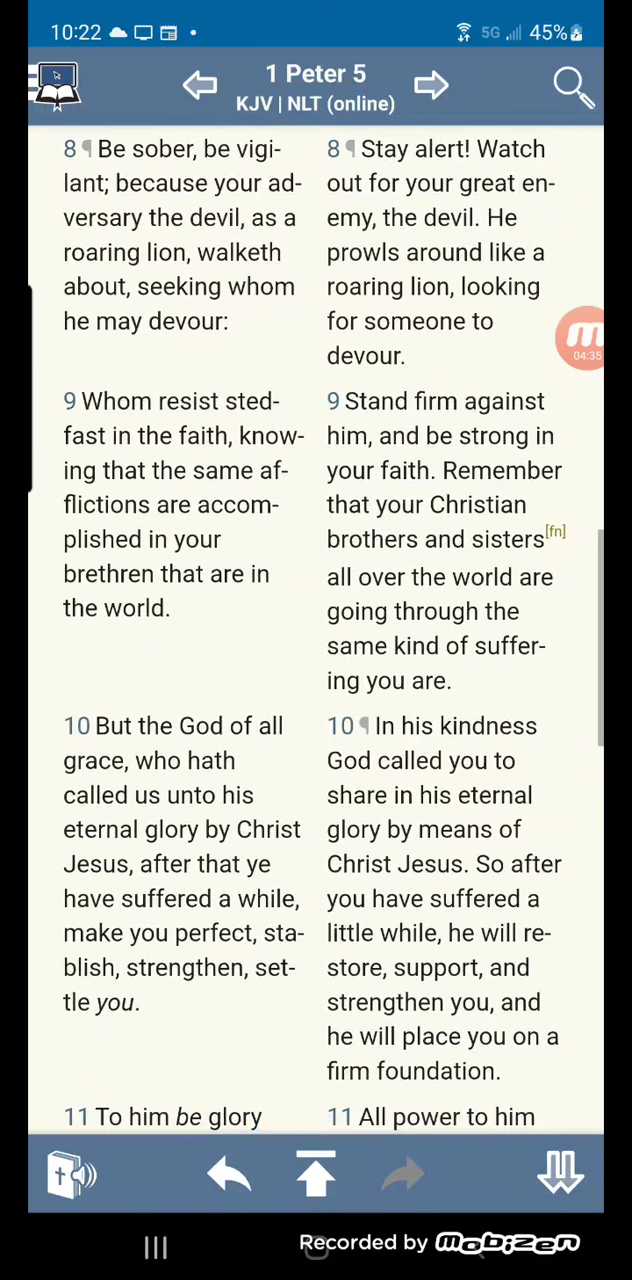 10:22
5G 45%
1 Peter 5
KJV | NLT (online)
8 ¶ Be sober, be vigi-
lant; because your ad-
versary the devil, as a
roaring lion, walketh
about, seeking whom
he may devour:
9 Whom resist sted-
fast in the faith, know-
ing that the same af-
flictions are accom-
plished in your
brethren that are in
the world.
10 But the God of all
grace, who hath
called us unto his
eternal glory by Christ
Jesus, after that ye
have suffered a while,
make you perfect, sta-
blish, strengthen, set-
tle you.
11 To him be glory
8 ¶ Stay alert! Watch
out for your great en-
emy, the devil. He
prowls around like a
roaring lion, looking
for someone to
devour.
9 Stand firm against
him, and be strong in
your faith. Remember
that your Christian
brothers and sisters[fn]
all over the world are
going through the
same kind of suffer-
ing you are.
10 ¶ In his kindness
God called you to
share in his eternal
glory by means of
Christ Jesus. So after
you have suffered a
little while, he will re-
store, support, and
strengthen you, and
he will place you on a
firm foundation.
11 All power to him
m
04:35
Recorded by mobizen